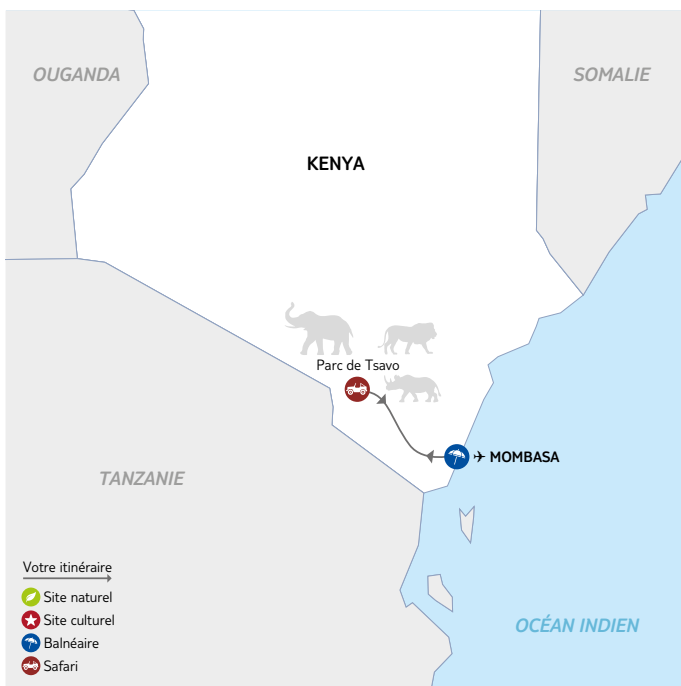 OUGANDA
SOMALIE
KENYA
Parc de Tsavo
MOMBASA
TANZANIE
Votre itinéraire
Site naturel
Site culturel
Balnéaire
Safari
OCÉAN INDIEN